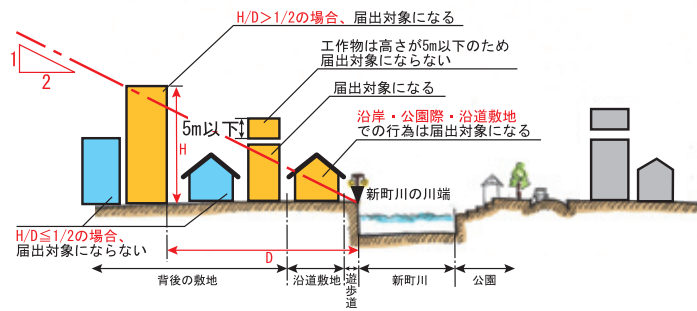 H/D＞1/2の場合、届出対象になる
工作物は高さが5m以下のため
届出対象にならない
届出対象になる
1
2
5m以下
H
沿岸・公園際・沿道敷地
での行為は届出対象になる
新町川の川端
H/D≦1/2の場合、
届出対象にならない
D
背後の敷地
沿道敷地
遊歩道
新町川
公園